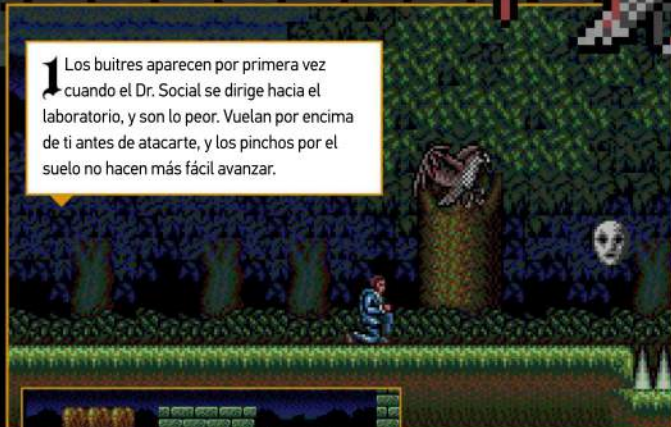 1 Los buitres aparecen por primera vez
cuando el Dr. Social se dirige hacia el
laboratorio, y son lo peor. Vuelan por encima
de ti antes de atacarte, y los pinchos por el
suelo no hacen más fácil avanzar.